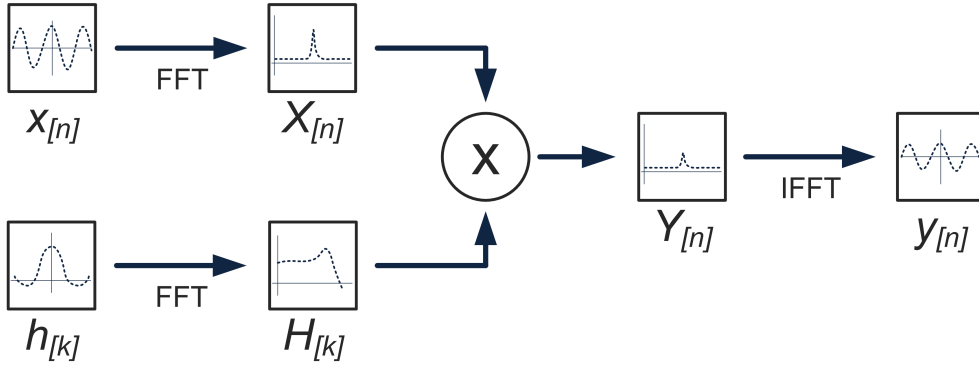 FFT
x[n]
X[n]
X
FFT
h[k]
H[k]
Y[n]
IFFT
y[n]